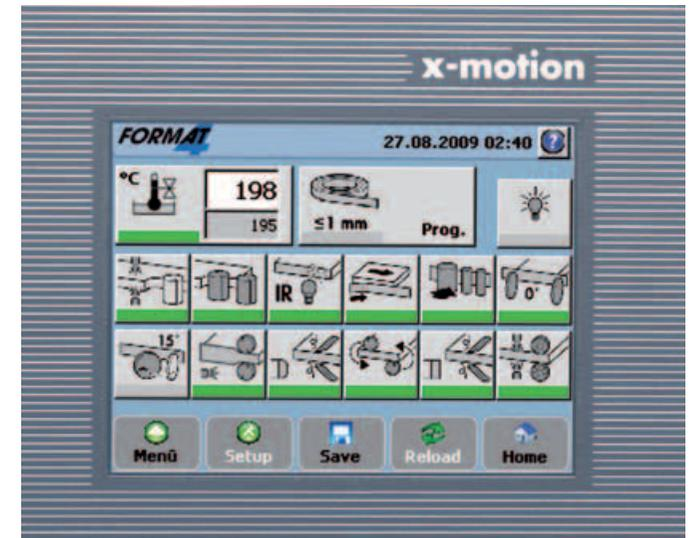 x-motion
FORMAT 4
27.08.2009 02:40 ?
°C 198
195
≤1 mm Prog.
IR 0°
15°
Menü Setup Save Reload Home